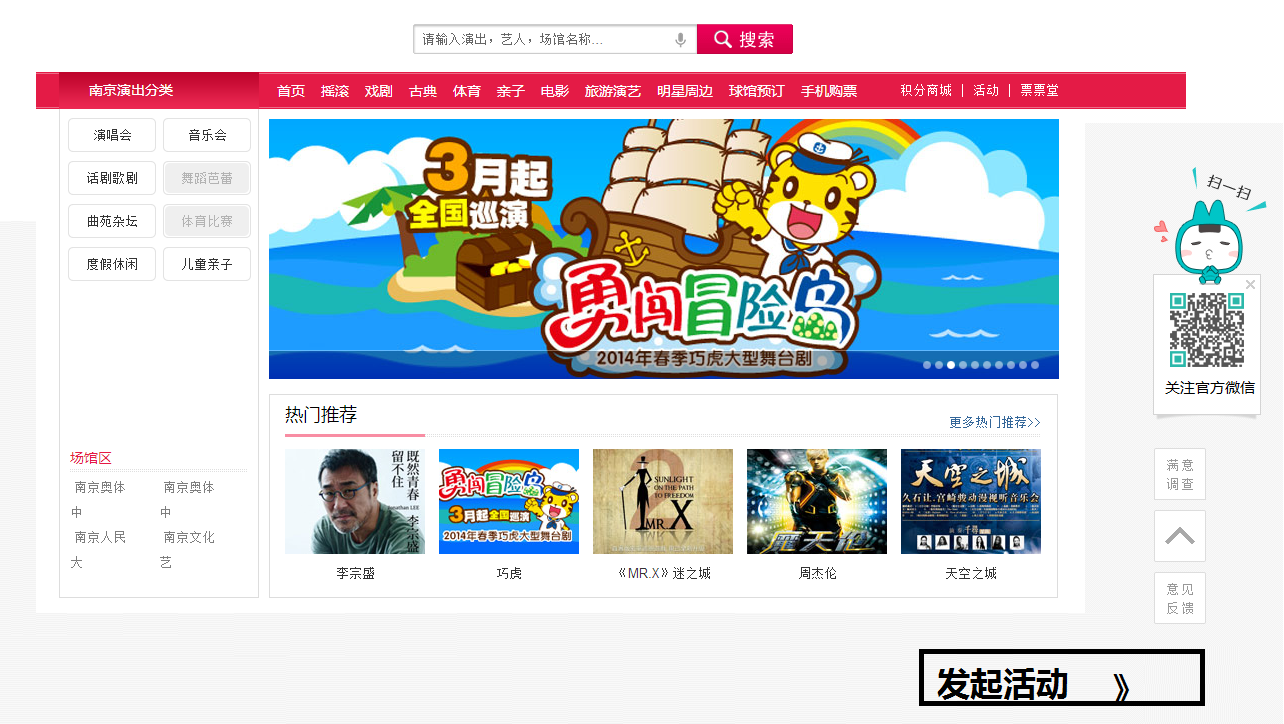 请输入演出，艺人，场馆名称...
搜索
南京演出分类
首页 摇滚 戏剧 古典 体育 亲子 电影 旅游演艺 明星周边 球馆预订 手机购票
积分商城 | 活动 | 票票堂
演唱会 音乐会
话剧歌剧 舞蹈芭蕾
曲苑杂坛 体育比赛
度假休闲 儿童亲子
3月起
全国巡演
勇闯冒险岛
2014年春季巧虎大型舞台剧
扫一扫
关注官方微信
场馆区
南京奥体中
南京奥体中
南京人民大
南京文化艺
热门推荐
更多热门推荐>>
既然青春
留不住
Jonathan LEE
李宗盛
勇闯冒险岛
3月起全国巡演
2014年春季巧虎大型舞台剧
SUNLIGHT
ON THE PATH
TO FREEDOM
MR.X
天空之城
久石让.宫崎骏动漫视听音乐会
千尋
李宗盛
巧虎
《MR.X》迷之城
周杰伦
天空之城
满意
调查
意见
反馈
发起活动 》